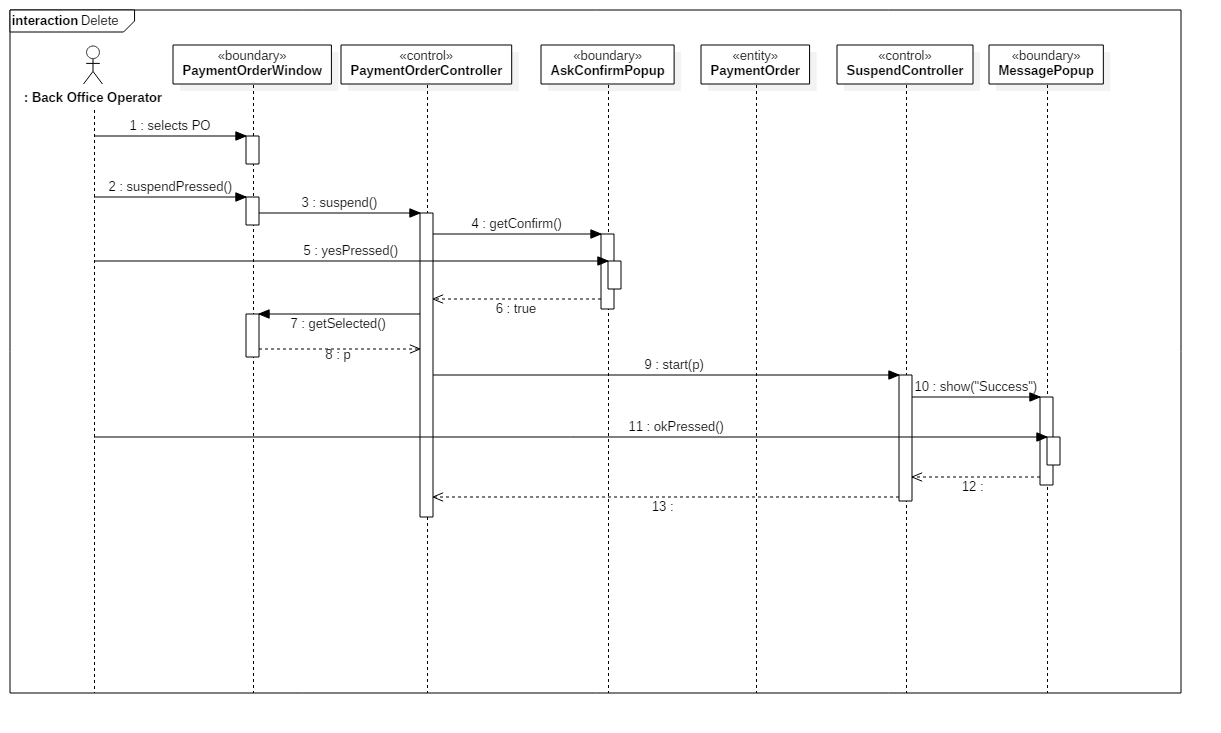 interaction Delete
«boundary»
PaymentOrderWindow
«control»
PaymentOrderController
«boundary»
AskConfirmPopup
«entity»
PaymentOrder
«control»
SuspendController
«boundary»
MessagePopup
: Back Office Operator
1 : selects PO
2 : suspendPressed()
3 : suspend()
4 : getConfirm()
5 : yesPressed()
6 : true
7 : getSelected()
8 : p
9 : start(p)
10 : show("Success")
11 : okPressed()
12 :
13 :